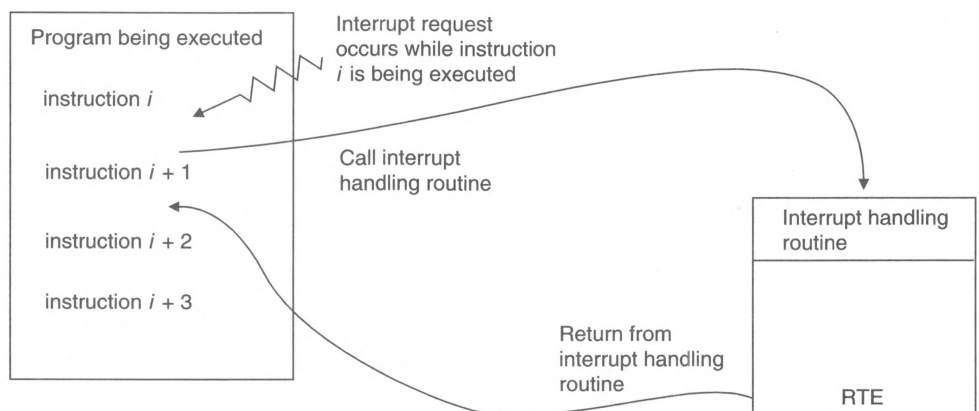 Program being executed
instruction i
instruction i + 1
instruction i + 2
instruction i + 3
Interrupt request
occurs while instruction
i is being executed
Call interrupt
handling routine
Interrupt handling
routine
Return from
interrupt handling
routine
RTE